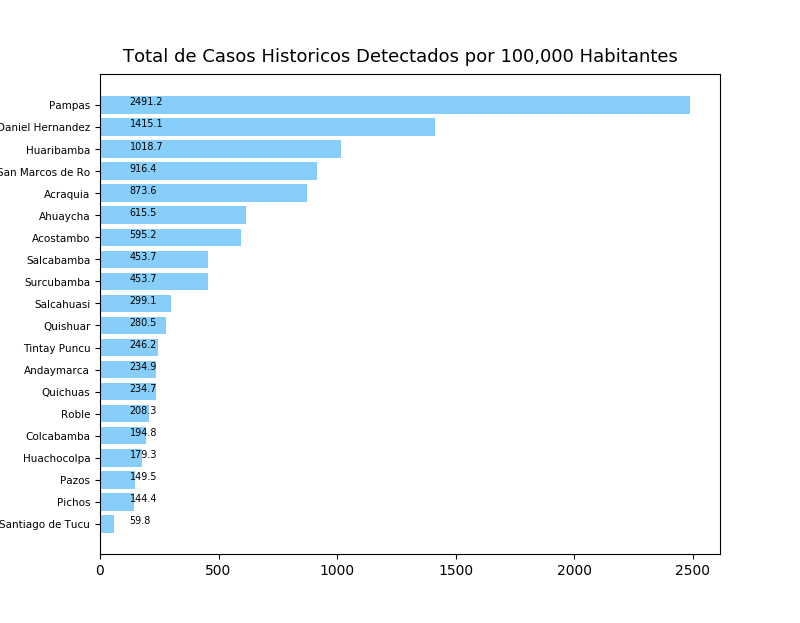 Total de Casos Historicos Detectados por 100,000 Habitantes
Pampas 2491.2
Daniel Hernandez 1415.1
Huaribamba 1018.7
San Marcos de Ro 916.4
Acraquia 873.6
Ahuaycha 615.5
Acostambo 595.2
Salcabamba 453.7
Surcubamba 453.7
Salcahuasi 299.1
Quishuar 280.5
Tintay Puncu 246.2
Andaymarca 234.9
Quichuas 234.7
Roble 208.3
Colcabamba 194.8
Huachocolpa 179.3
Pazos 149.5
Pichos 144.4
Santiago de Tucu 59.8
0 500 1000 1500 2000 2500